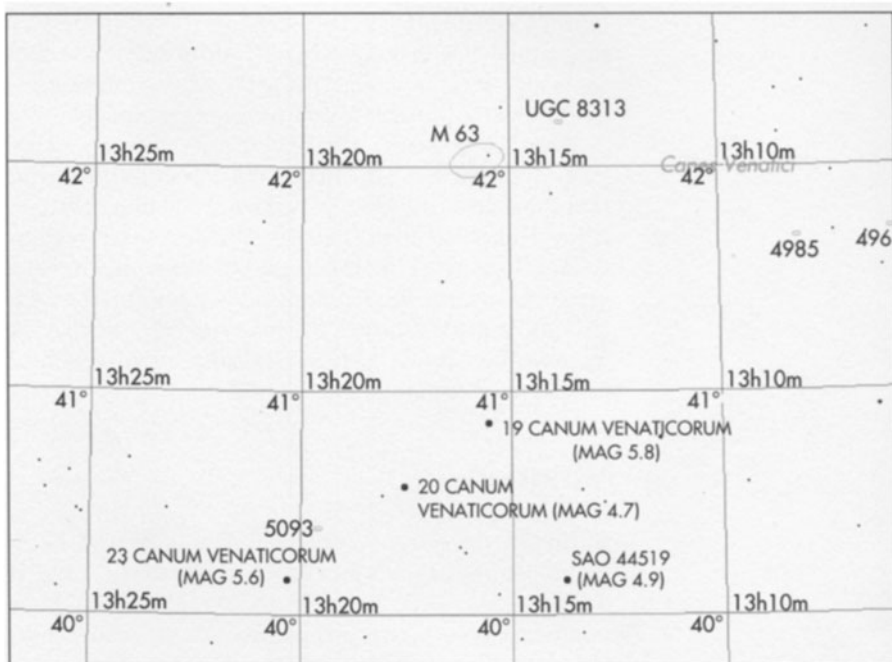 UGC 8313
M 63
13h25m
13h20m
13h15m
13h10m
42°
42°
42°
42°
Canes Venatici
4985
496
13h25m
13h20m
13h15m
13h10m
41°
41°
41°
41°
19 CANUM VENATICORUM
(MAG 5.8)
20 CANUM
VENATICORUM (MAG 4.7)
5093
23 CANUM VENATICORUM
(MAG 5.6)
SAO 44519
(MAG 4.9)
13h25m
13h20m
13h15m
13h10m
40°
40°
40°
40°